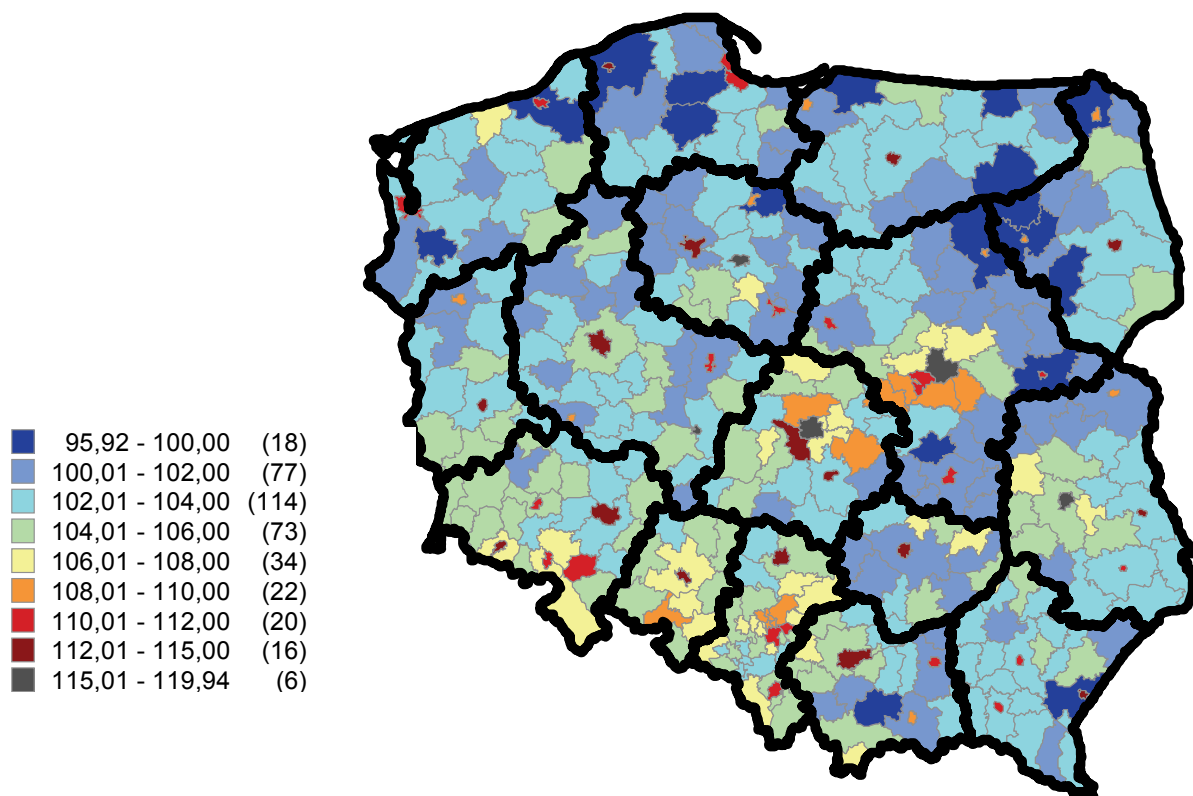 95,92 - 100,00 (18)
100,01 - 102,00 (77)
102,01 - 104,00 (114)
104,01 - 106,00 (73)
106,01 - 108,00 (34)
108,01 - 110,00 (22)
110,01 - 112,00 (20)
112,01 - 115,00 (16)
115,01 - 119,94 (6)